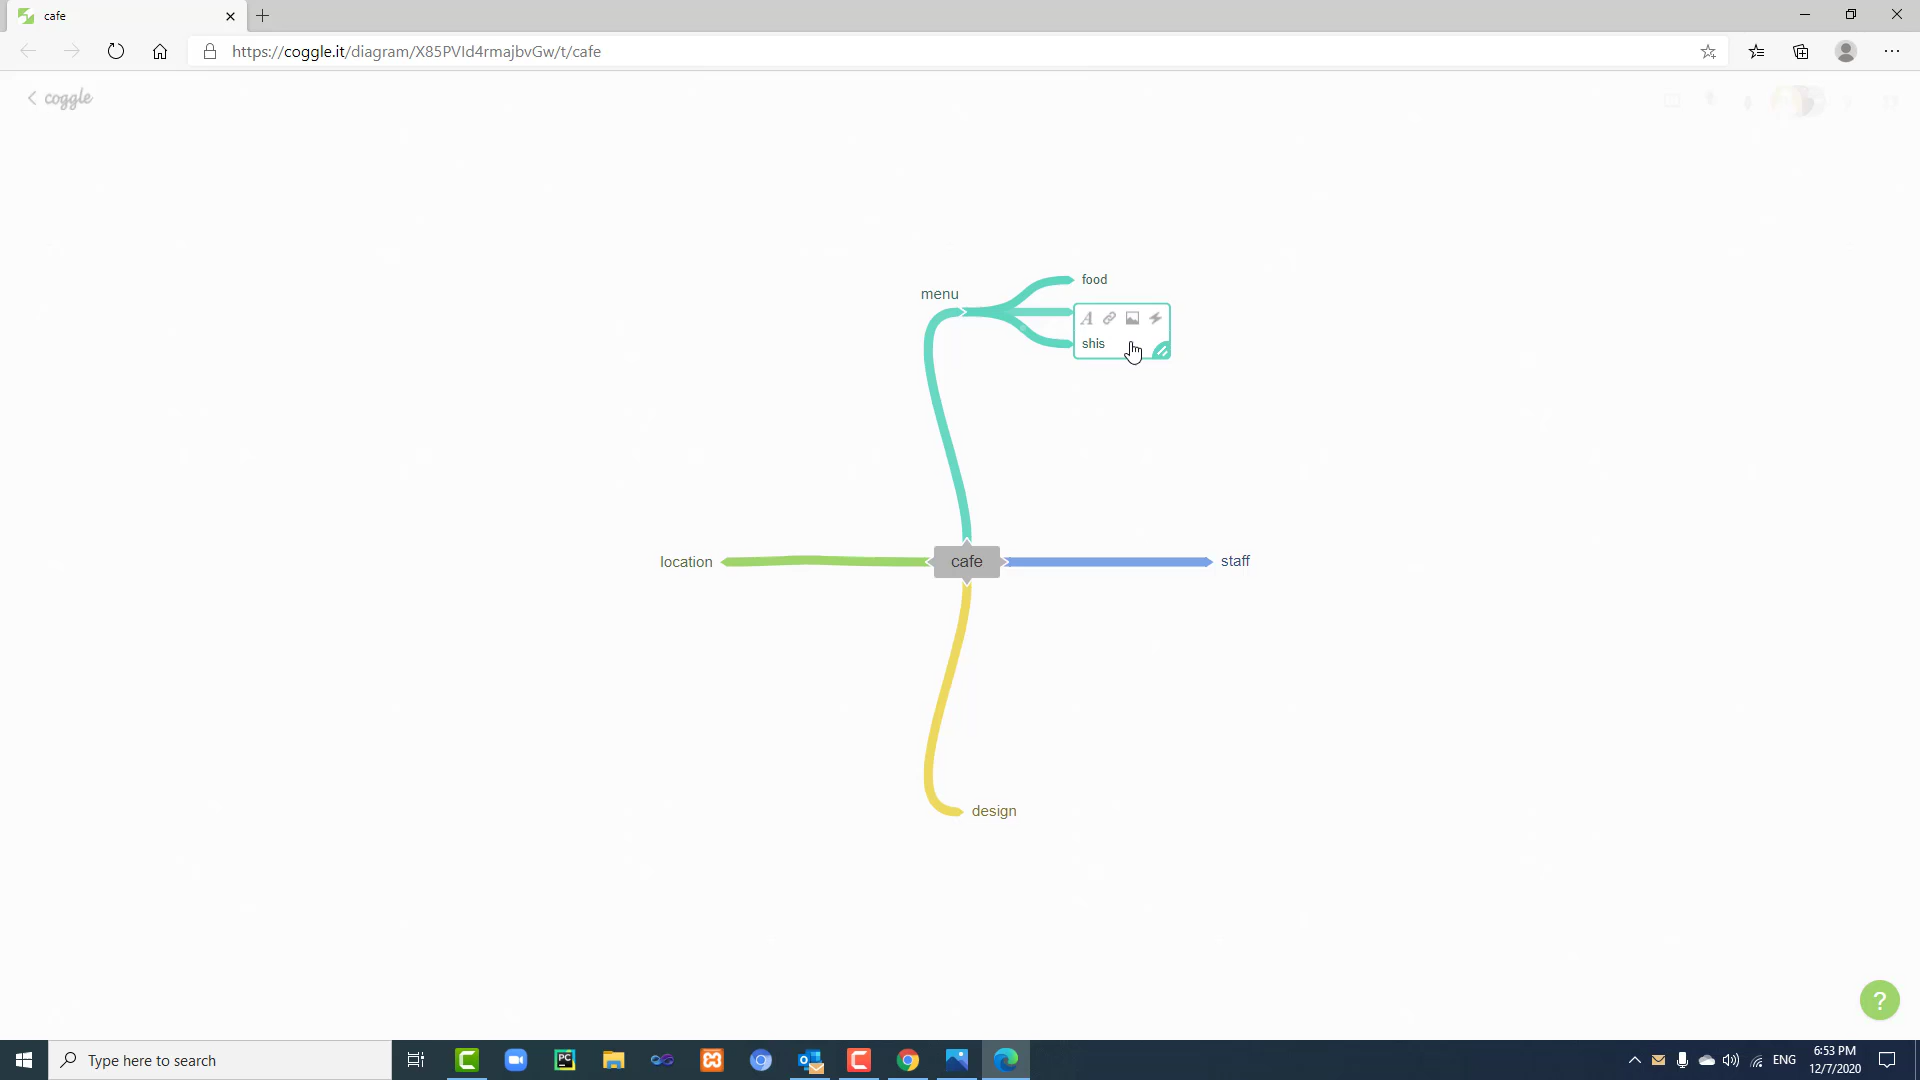 cafe
https://coggle.it/diagram/X85PVId4rmajbvGw/t/cafe
coggle
food
menu
shis
location
cafe
staff
design
?
Type here to search
ENG
6:53 PM
12/7/2020